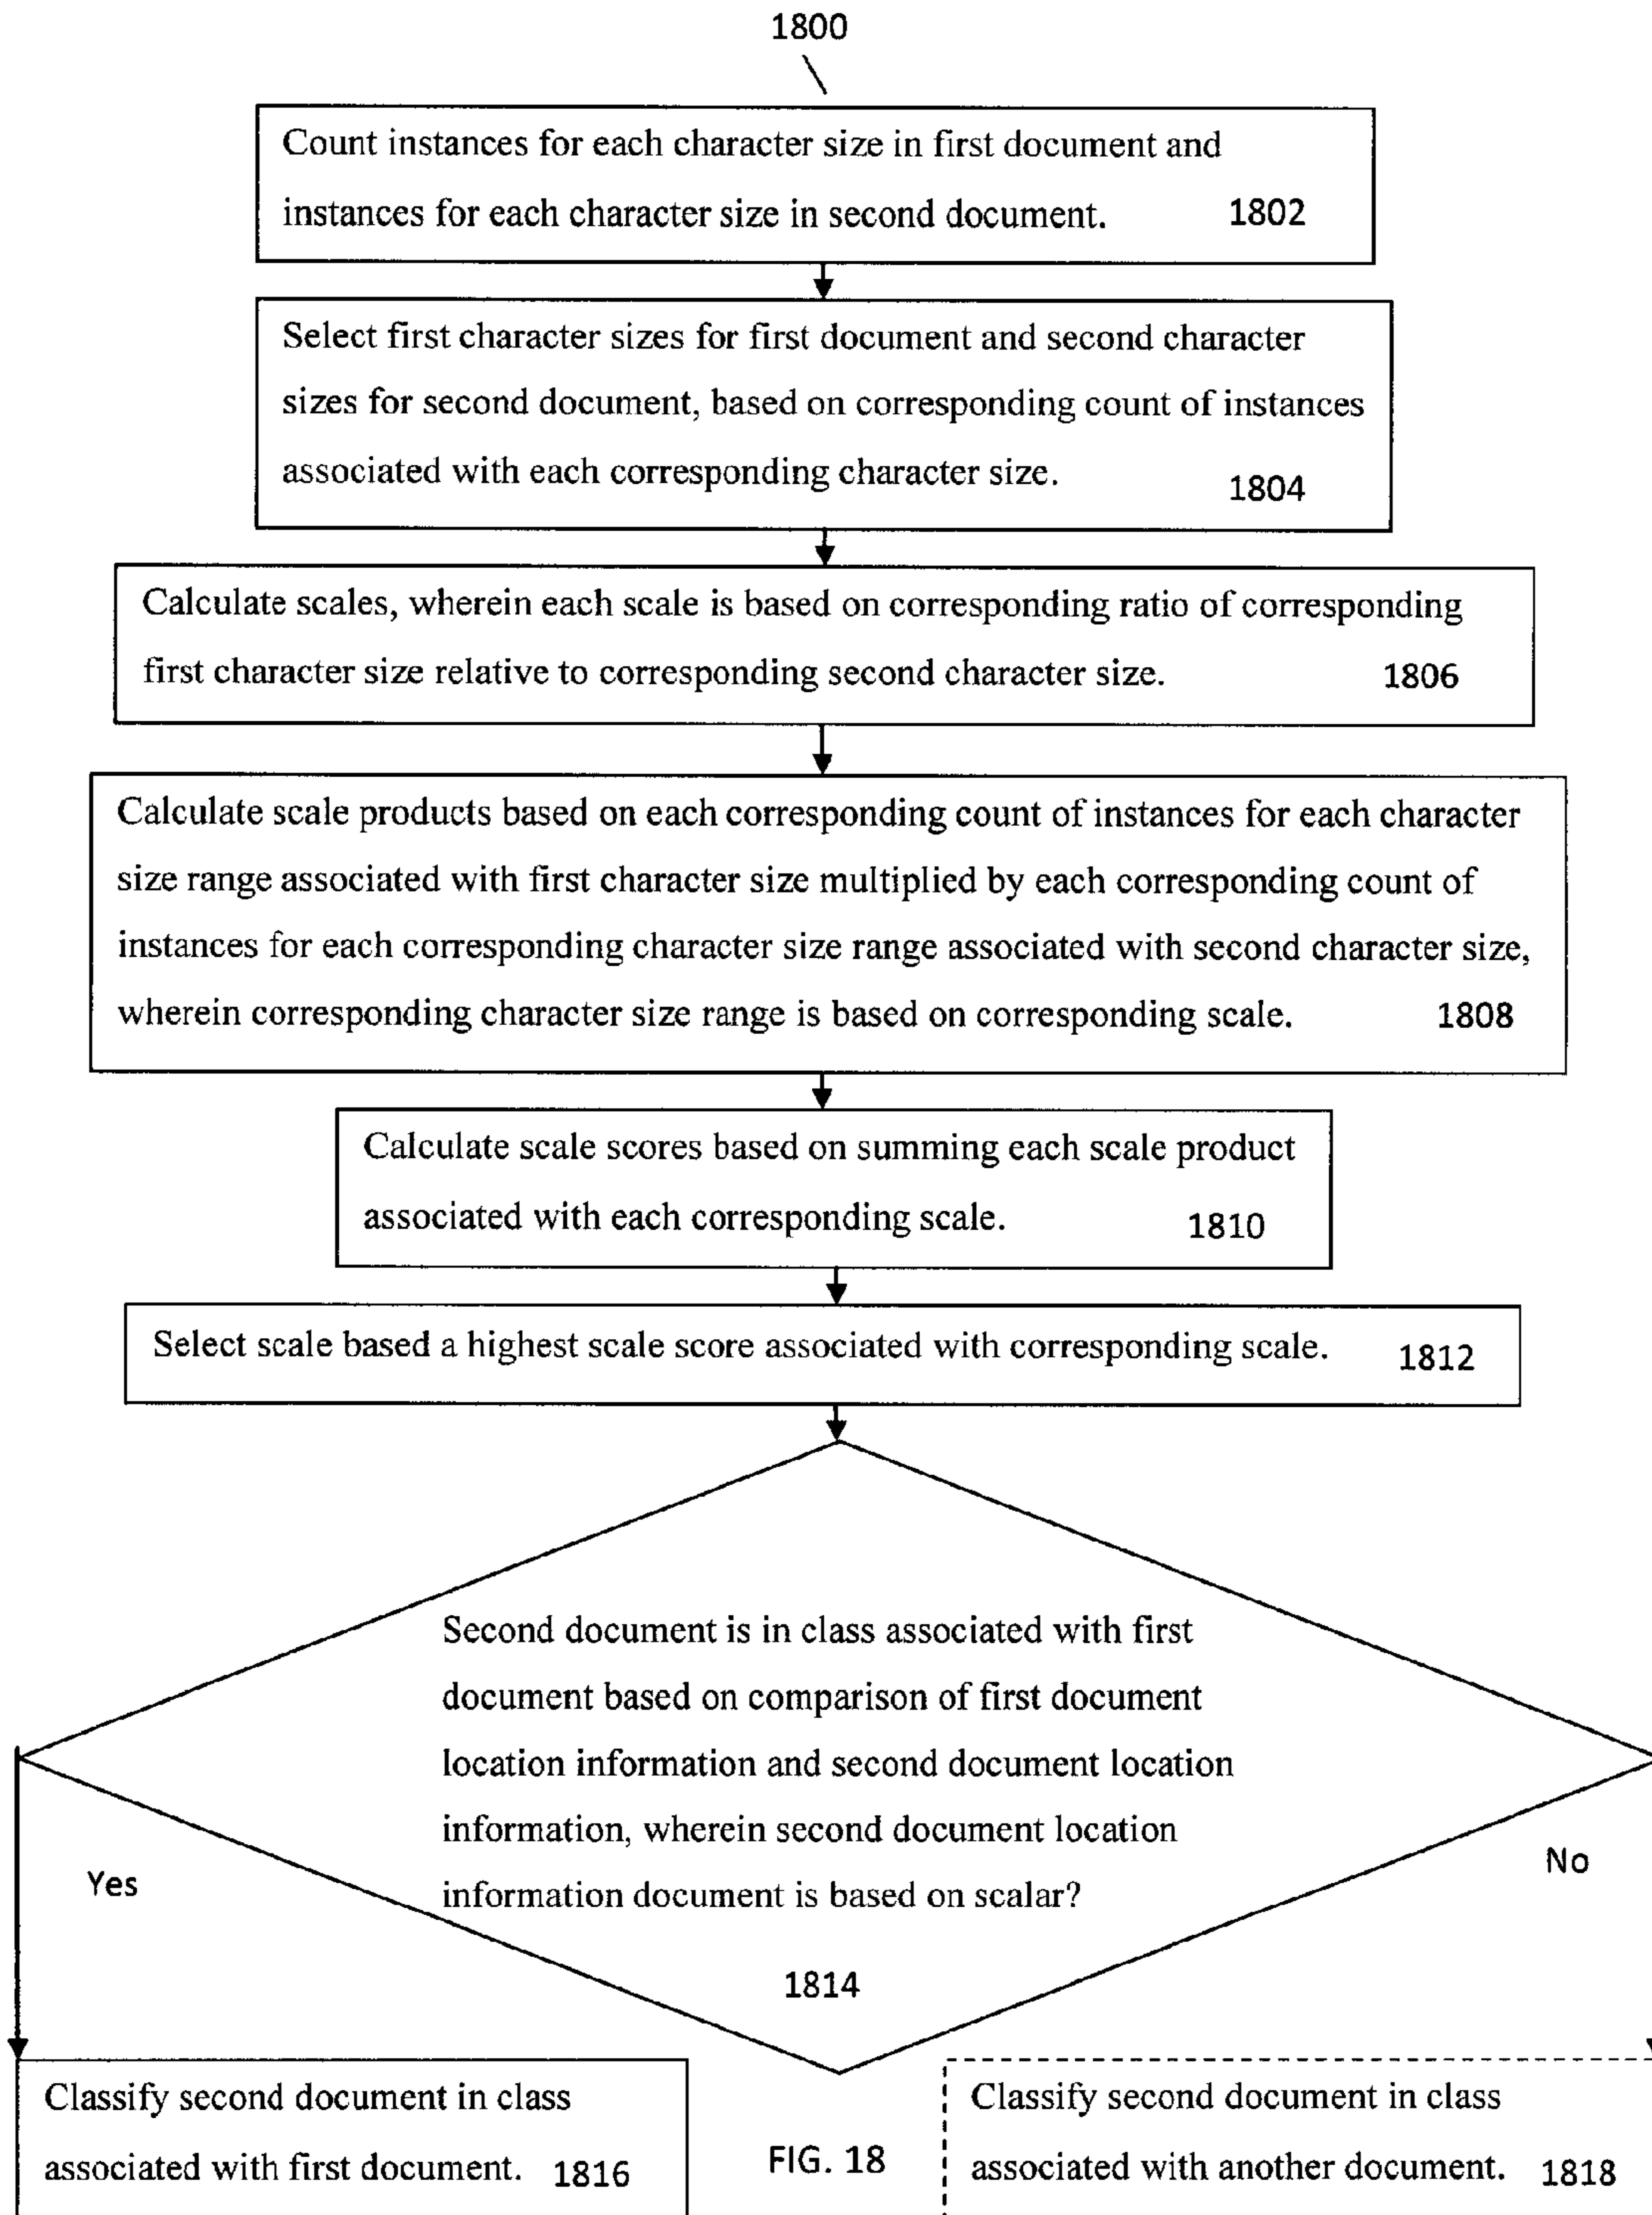 1800
Count instances for each character size in first document and
instances for each character size in second document. 1802
Select first character sizes for first document and second character
sizes for second document, based on corresponding count of instances
associated with each corresponding character size. 1804
Calculate scales, wherein each scale is based on corresponding ratio of corresponding
first character size relative to corresponding second character size. 1806
Calculate scale products based on each corresponding count of instances for each character
size range associated with first character size multiplied by each corresponding count of
instances for each corresponding character size range associated with second character size,
wherein corresponding character size range is based on corresponding scale. 1808
Calculate scale scores based on summing each scale product
associated with each corresponding scale. 1810
Select scale based a highest scale score associated with corresponding scale. 1812
Second document is in class associated with first
document based on comparison of first document
location information and second document location
information, wherein second document location
information document is based on scalar?
1814
Yes
No
Classify second document in class
associated with first document. 1816
FIG. 18
Classify second document in class
associated with another document. 1818